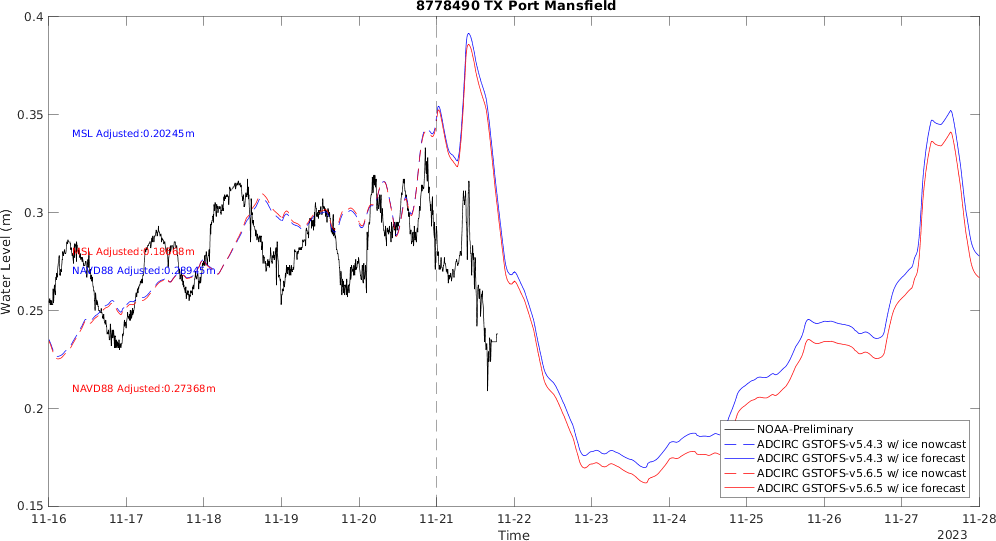 8778490 TX Port Mansfield
0.4
0.35
0.3
0.25
0.2
0.15
Water Level (m)
MSL Adjusted:0.20245m
MSL Adjusted:0.18668m
NAVD88 Adjusted:0.28945m
NAVD88 Adjusted:0.27368m
NOAA-Preliminary
ADCIRC GSTOFS-v5.4.3 w/ ice nowcast
ADCIRC GSTOFS-v5.4.3 w/ ice forecast
ADCIRC GSTOFS-v5.6.5 w/ ice nowcast
ADCIRC GSTOFS-v5.6.5 w/ ice forecast
11-16 11-17 11-18 11-19 11-20 11-21 11-22 11-23 11-24 11-25 11-26 11-27 11-28
Time
2023